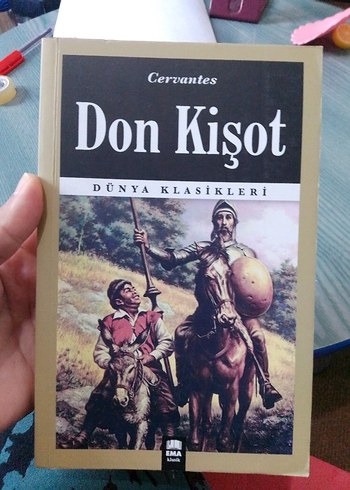 Cervantes
Don Kişot
DÜNYA KLASİKLERİ
EMA
klasik